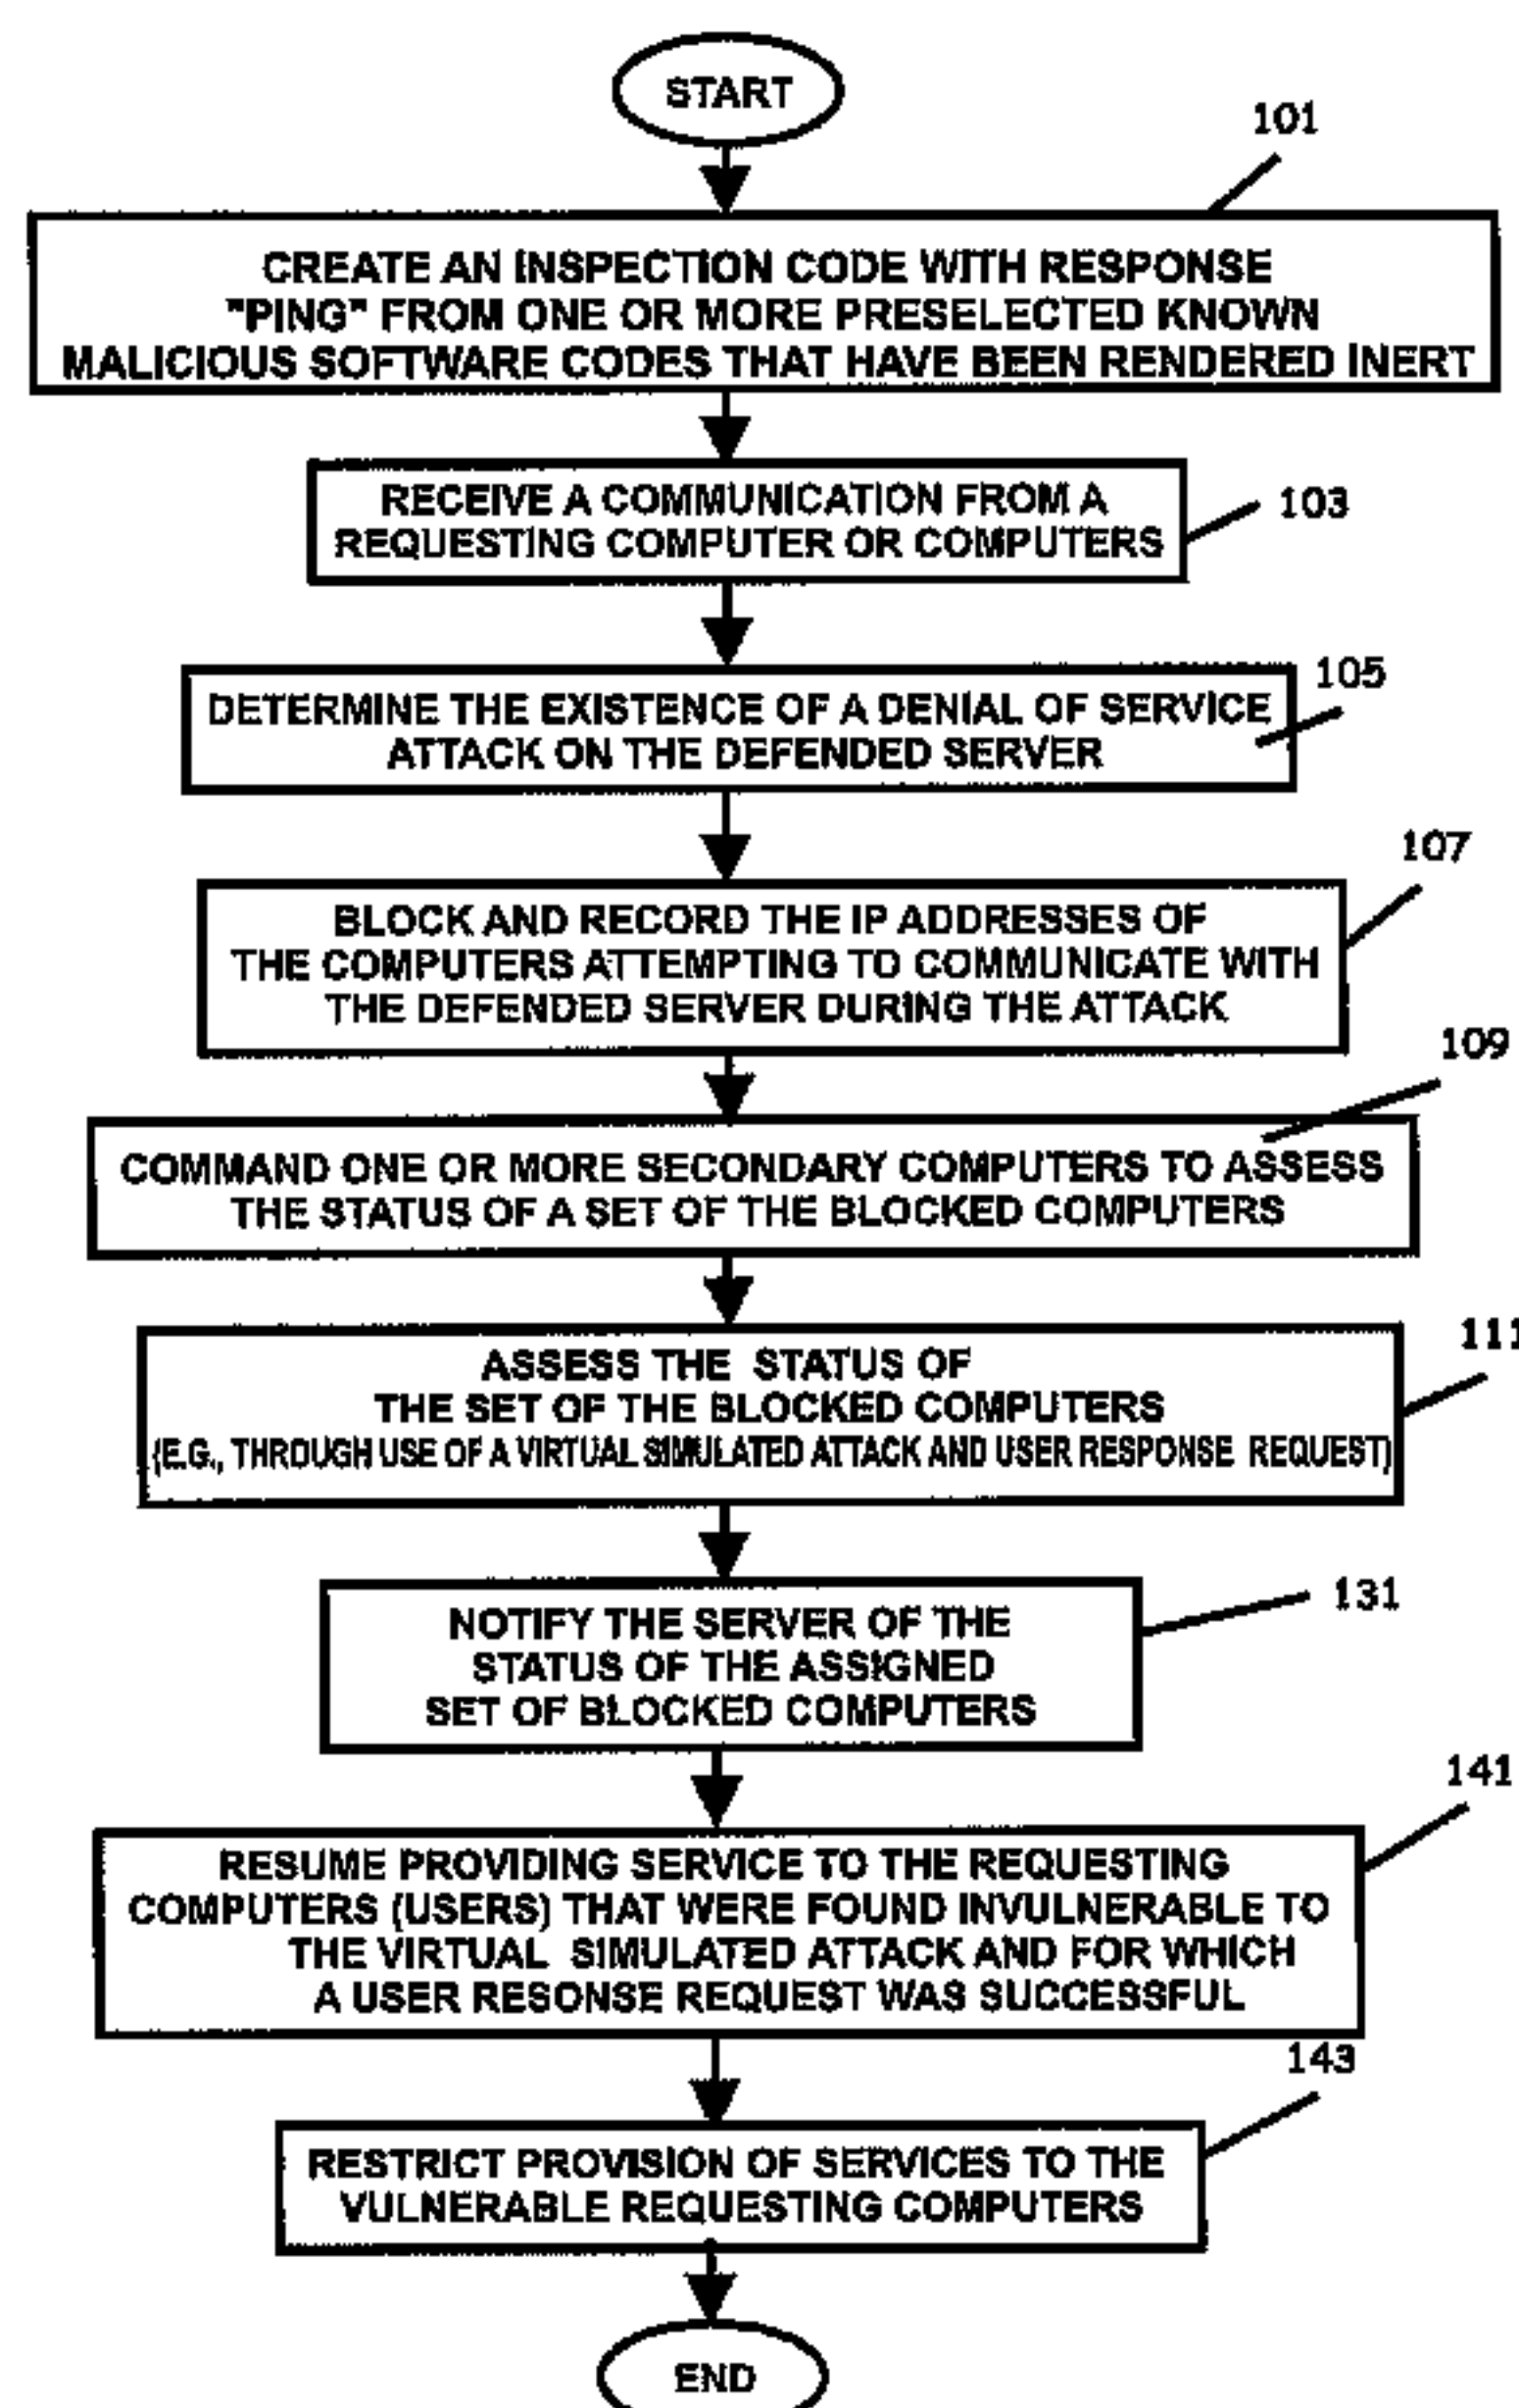 START
101
CREATE AN INSPECTION CODE WITH RESPONSE
"PING" FROM ONE OR MORE PRESELECTED KNOWN
MALICIOUS SOFTWARE CODES THAT HAVE BEEN RENDERED INERT
RECEIVE A COMMUNICATION FROM A
REQUESTING COMPUTER OR COMPUTERS
103
105
DETERMINE THE EXISTENCE OF A DENIAL OF SERVICE
ATTACK ON THE DEFENDED SERVER
107
BLOCK AND RECORD THE IP ADDRESSES OF
THE COMPUTERS ATTEMPTING TO COMMUNICATE WITH
THE DEFENDED SERVER DURING THE ATTACK
109
COMMAND ONE OR MORE SECONDARY COMPUTERS TO ASSESS
THE STATUS OF A SET OF THE BLOCKED COMPUTERS
111
ASSESS THE STATUS OF
THE SET OF THE BLOCKED COMPUTERS
(E.G., THROUGH USE OF A VIRTUAL SIMULATED ATTACK AND USER RESPONSE REQUEST)
131
NOTIFY THE SERVER OF THE
STATUS OF THE ASSIGNED
SET OF BLOCKED COMPUTERS
141
RESUME PROVIDING SERVICE TO THE REQUESTING
COMPUTERS (USERS) THAT WERE FOUND INVULNERABLE TO
THE VIRTUAL SIMULATED ATTACK AND FOR WHICH
A USER RESONSE REQUEST WAS SUCCESSFUL
143
RESTRICT PROVISION OF SERVICES TO THE
VULNERABLE REQUESTING COMPUTERS
END